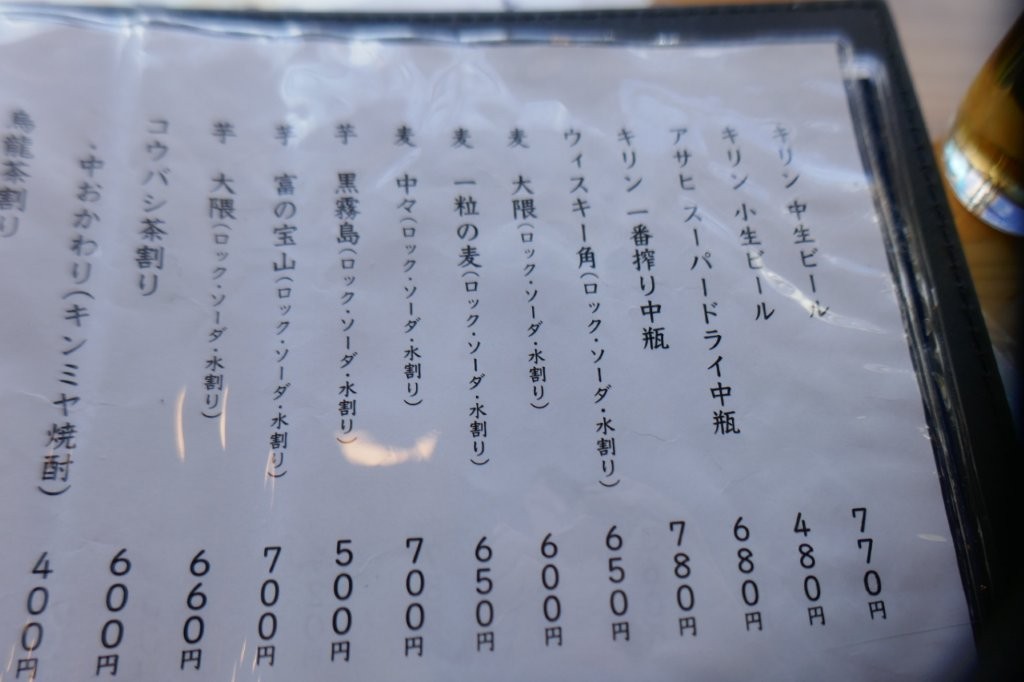 キリン 中生ビール 770円
キリン 小生ビール 480円
アサヒ スーパードライ中瓶 680円
キリン 一番搾り中瓶 780円
ウィスキー角(ロック・ソーダ・水割り) 650円
麦 大隈(ロック・ソーダ・水割り) 600円
麦 一粒の麦(ロック・ソーダ・水割り) 650円
麦 中々(ロック・ソーダ・水割り) 700円
芋 黒霧島(ロック・ソーダ・水割り) 500円
芋 富の宝山(ロック・ソーダ・水割り) 700円
芋 大隈(ロック・ソーダ・水割り) 660円
コウバシ茶割り 600円
・中おかわり(キンミヤ焼酎) 400円
烏龍茶割り